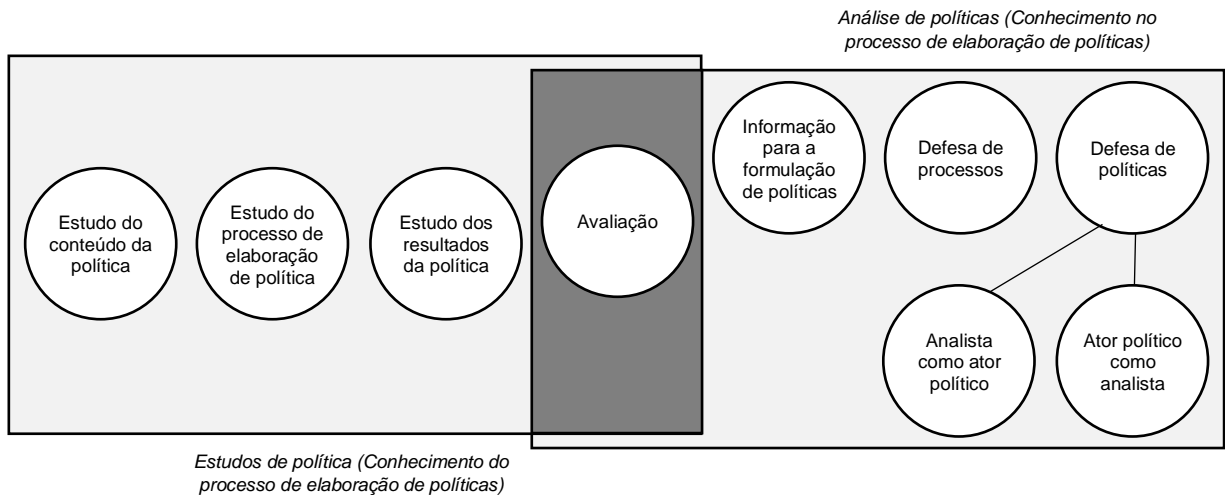 Análise de políticas (Conhecimento no
processo de elaboração de políticas)
Estudo do
conteúdo da
política
Estudo do
processo de
elaboração
de política
Estudo dos
resultados
da política
Avaliação
Informação
para a
formulação
de políticas
Defesa de
processos
Defesa de
políticas
Analista
como ator
político
Ator político
como
analista
Estudos de política (Conhecimento do
processo de elaboração de políticas)